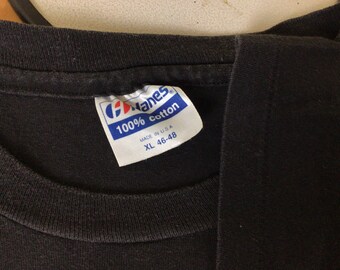 Hanes®
100% cotton
MADE IN U.S.A.
XL 46-48